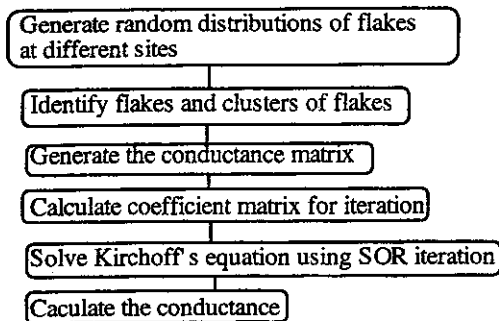 Generate random distributions of flakes
at different sites
Identify flakes and clusters of flakes
Generate the conductance matrix
Calculate coefficient matrix for iteration
Solve Kirchoff's equation using SOR iteration
Caculate the conductance